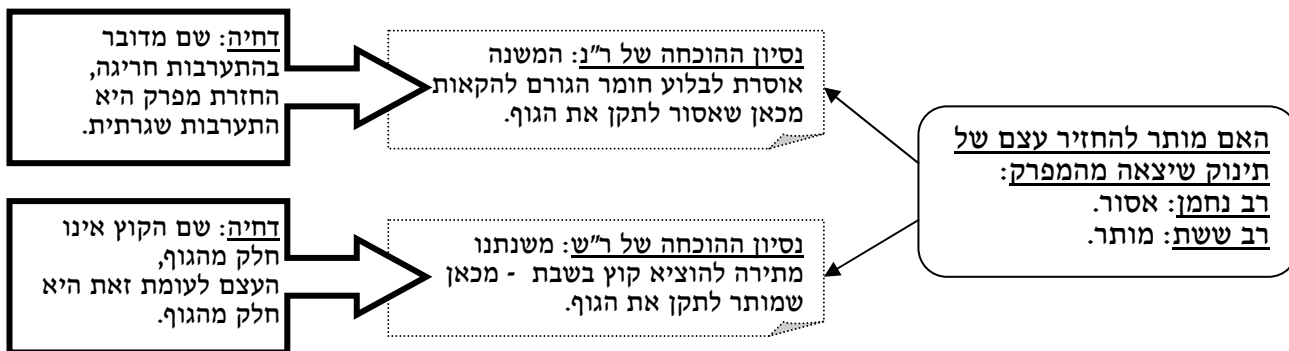 האם מותר להחזיר עצם של
תינוק שיצאה מהמפרק:
רב נחמן: אסור.
רב ששת: מותר.
נסיון ההוכחה של ר"נ: המשנה
אוסרת לבלוע חומר הגורם להקאות
מכאן שאסור לתקן את הגוף.
דחיה: שם מדובר
בהתערבות חריגה,
החזרת מפרק היא
התערבות שגרתית.
נסיון ההוכחה של ר"ש: משנתנו
מתירה להוציא קוץ בשבת - מכאן
שמותר לתקן את הגוף.
דחיה: שם הקוץ אינו
חלק מהגוף,
העצם לעומת זאת היא
חלק מהגוף.